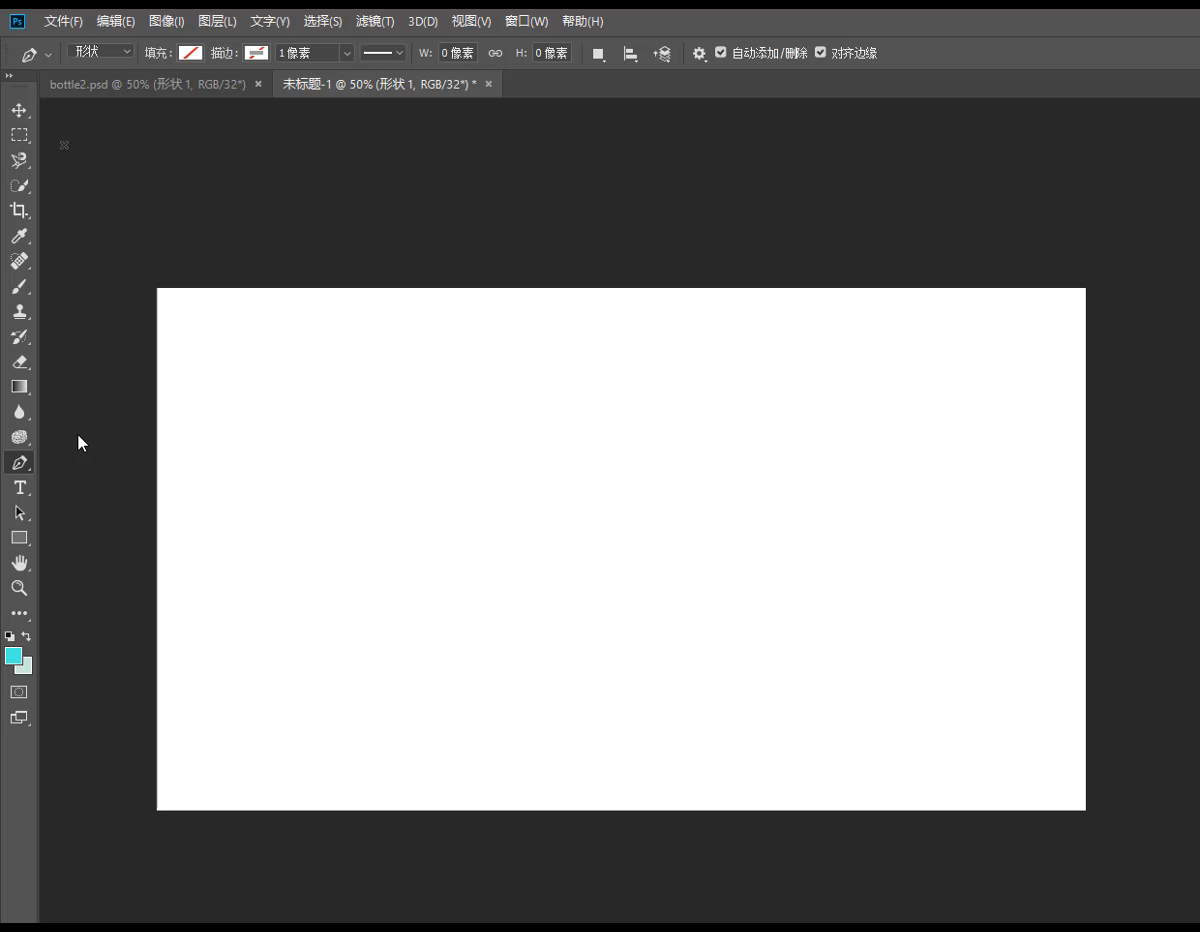 Ps 文件(F) 编辑(E) 图像(I) 图层(L) 文字(Y) 选择(S) 滤镜(T) 3D(D) 视图(V) 窗口(W) 帮助(H)
形状 填充: 描边: 1 像素 W: 0 像素 H: 0 像素 自动添加/删除 对齐边缘
bottle2.psd @ 50% (形状 1, RGB/32*) × 未标题-1 @ 50% (形状 1, RGB/32*) * ×
T